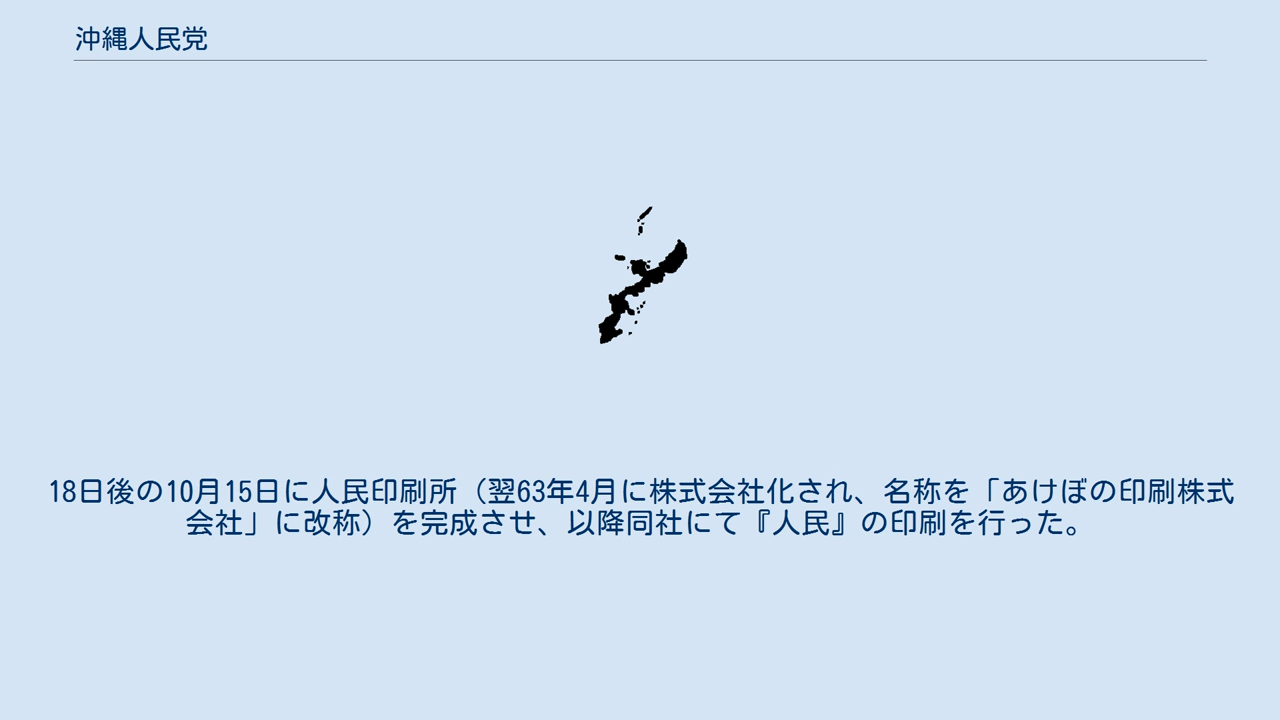 沖縄人民党
18日後の10月15日に人民印刷所（翌63年4月に株式会社化され、名称を「あけぼの印刷株式
会社」に改称）を完成させ、以降同社にて『人民』の印刷を行った。